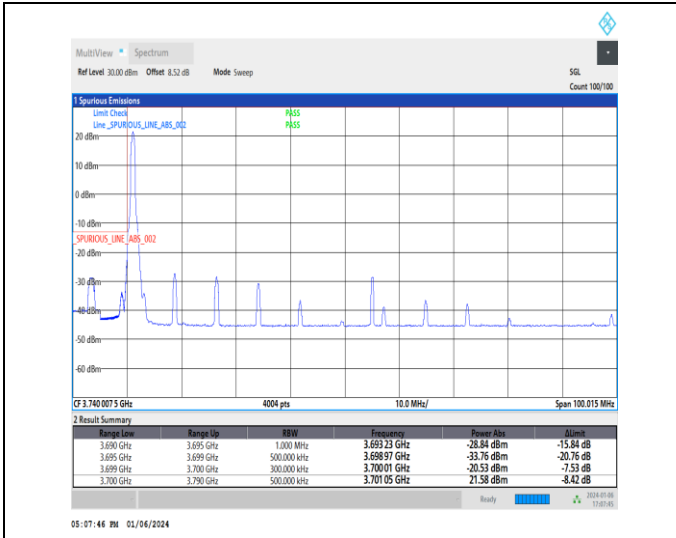 MultiView Spectrum
Ref Level 30.00 dBm Offset 8.52 dB Mode Sweep SGL
Count 100/100
1 Spurious Emissions
Limit Check PASS
Line _SPURIOUS_LINE_ABS_002 PASS
20 dBm
10 dBm
0 dBm
-10 dBm
_SPURIOUS_LINE_ABS_002
-20 dBm
-30 dBm
-40 dBm
-50 dBm
-60 dBm
CF 3.740 007 5 GHz 4004 pts 10.0 MHz/ Span 100.015 MHz
2 Result Summary
Range Low Range Up RBW Frequency Power Abs ΔLimit
3.690 GHz 3.695 GHz 1.000 MHz 3.693 23 GHz -28.84 dBm -15.84 dB
3.695 GHz 3.699 GHz 500.000 kHz 3.698 97 GHz -33.76 dBm -20.76 dB
3.699 GHz 3.700 GHz 300.000 kHz 3.700 01 GHz -20.53 dBm -7.53 dB
3.700 GHz 3.790 GHz 500.000 kHz 3.701 05 GHz 21.58 dBm -8.42 dB
Ready 2024-01-06
17:07:45
05:07:46 PM 01/06/2024